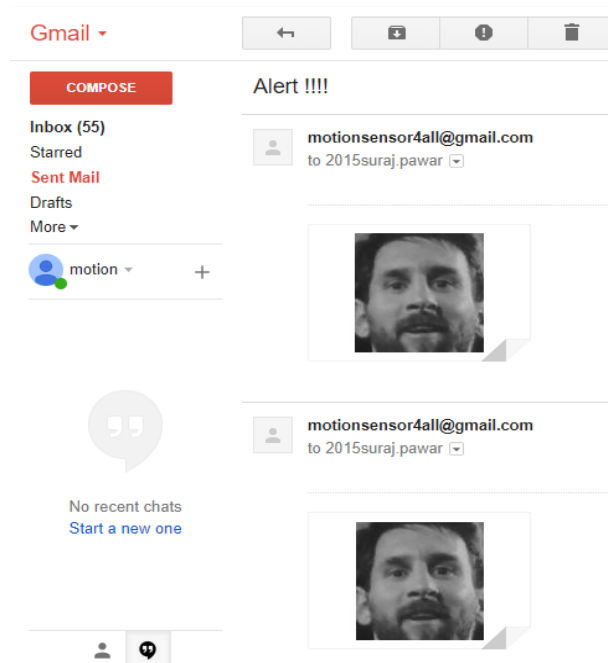 Gmail
COMPOSE
Inbox (55)
Starred
Sent Mail
Drafts
More
motion
No recent chats
Start a new one
Alert !!!!
motionsensor4all@gmail.com
to 2015suraj.pawar
motionsensor4all@gmail.com
to 2015suraj.pawar